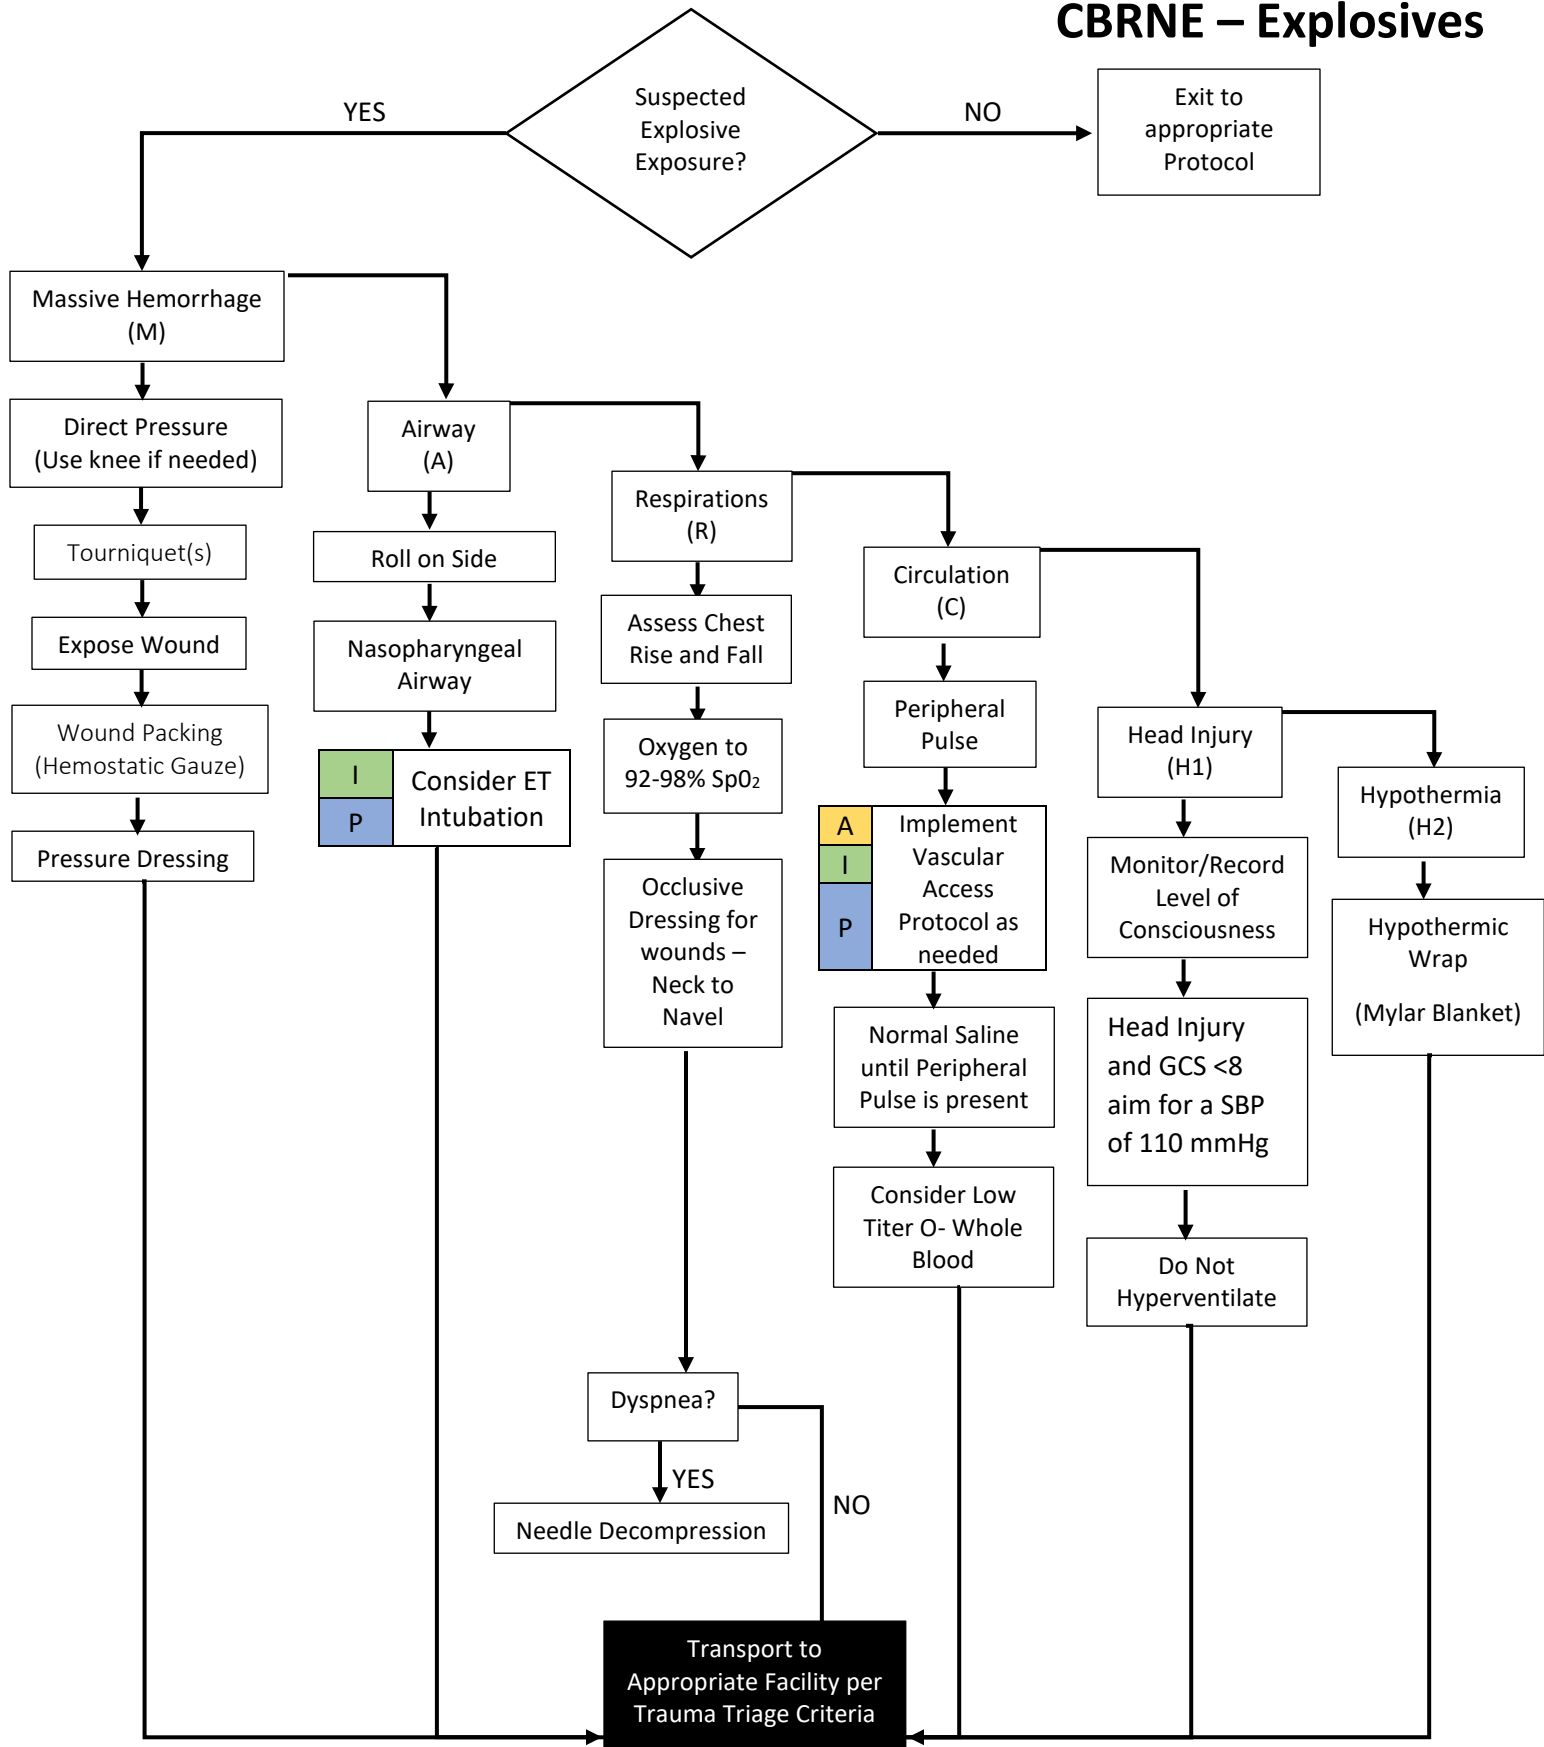 CBRNE – Explosives
Suspected
Explosive
Exposure?
YES
NO
Exit to
appropriate
Protocol
Massive Hemorrhage
(M)
Direct Pressure
(Use knee if needed)
Tourniquet(s)
Expose Wound
Wound Packing
(Hemostatic Gauze)
Pressure Dressing
Airway
(A)
Roll on Side
Nasopharyngeal
Airway
I
P
Consider ET
Intubation
Respirations
(R)
Assess Chest
Rise and Fall
Oxygen to
92-98% Sp0₂
Occlusive
Dressing for
wounds –
Neck to
Navel
Dyspnea?
YES
NO
Needle Decompression
Circulation
(C)
Peripheral
Pulse
A
I
P
Implement
Vascular
Access
Protocol as
needed
Normal Saline
until Peripheral
Pulse is present
Consider Low
Titer O- Whole
Blood
Head Injury
(H1)
Monitor/Record
Level of
Consciousness
Head Injury
and GCS <8
aim for a SBP
of 110 mmHg
Do Not
Hyperventilate
Hypothermia
(H2)
Hypothermic
Wrap
(Mylar Blanket)
Transport to
Appropriate Facility per
Trauma Triage Criteria